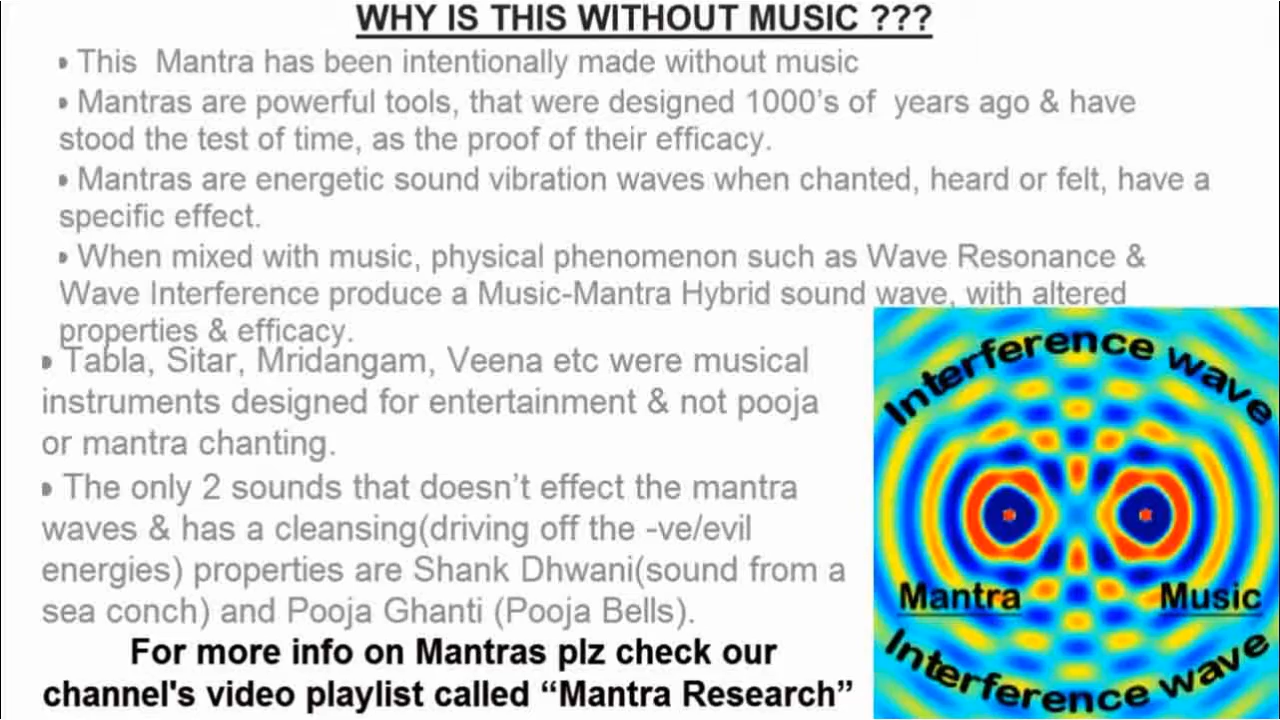 WHY IS THIS WITHOUT MUSIC ???
• This  Mantra has been intentionally made without music
• Mantras are powerful tools, that were designed 1000’s of  years ago & have
stood the test of time, as the proof of their efficacy.
• Mantras are energetic sound vibration waves when chanted, heard or felt, have a
specific effect.
• When mixed with music, physical phenomenon such as Wave Resonance &
Wave Interference produce a Music-Mantra Hybrid sound wave, with altered
properties & efficacy.
• Tabla, Sitar, Mridangam, Veena etc were musical
instruments designed for entertainment & not pooja
or mantra chanting.
• The only 2 sounds that doesn’t effect the mantra
waves & has a cleansing(driving off the -ve/evil
energies) properties are Shank Dhwani(sound from a
sea conch) and Pooja Ghanti (Pooja Bells).
For more info on Mantras plz check our
channel's video playlist called “Mantra Research”
Interference wave
Mantra
Music
Interference wave